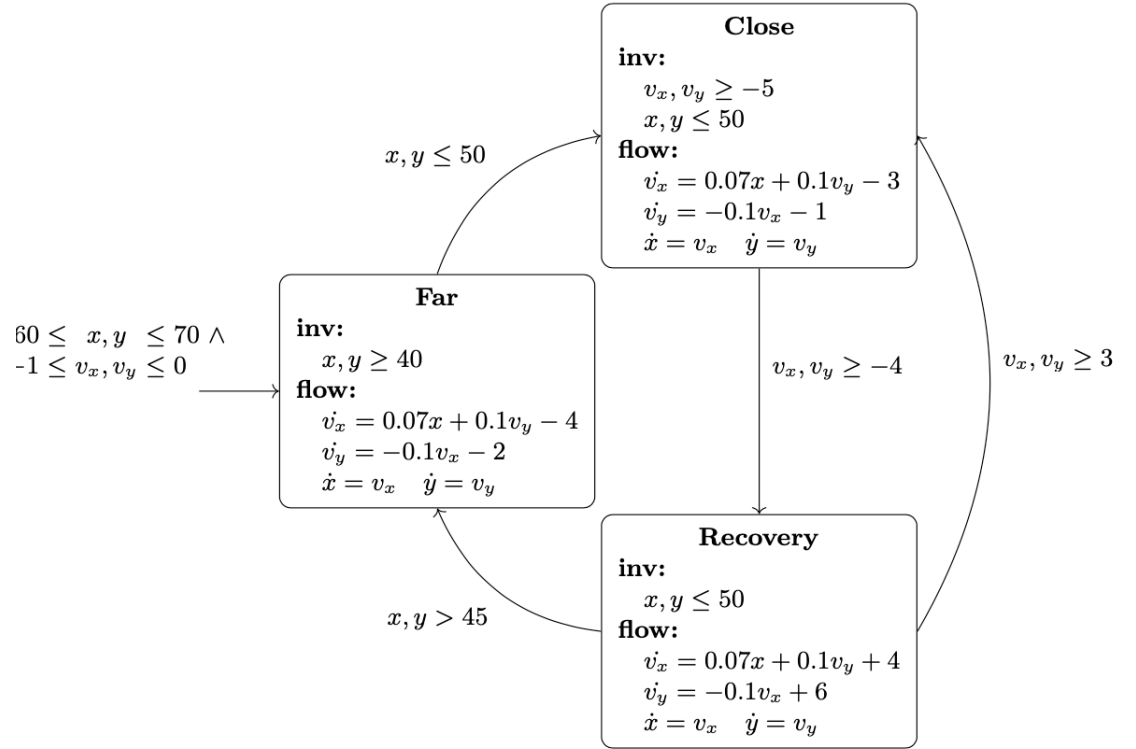 Close
inv:
v_x, v_y ≥ −5
x, y ≤ 50
flow:
v̇_x = 0.07x + 0.1v_y − 3
v̇_y = −0.1v_x − 1
ẋ = v_x ẏ = v_y
x, y ≤ 50
Far
inv:
x, y ≥ 40
flow:
v̇_x = 0.07x + 0.1v_y − 4
v̇_y = −0.1v_x − 2
ẋ = v_x ẏ = v_y
60 ≤ x, y ≤ 70 ∧
−1 ≤ v_x, v_y ≤ 0
v_x, v_y ≥ −4
v_x, v_y ≥ 3
x, y > 45
Recovery
inv:
x, y ≤ 50
flow:
v̇_x = 0.07x + 0.1v_y + 4
v̇_y = −0.1v_x + 6
ẋ = v_x ẏ = v_y